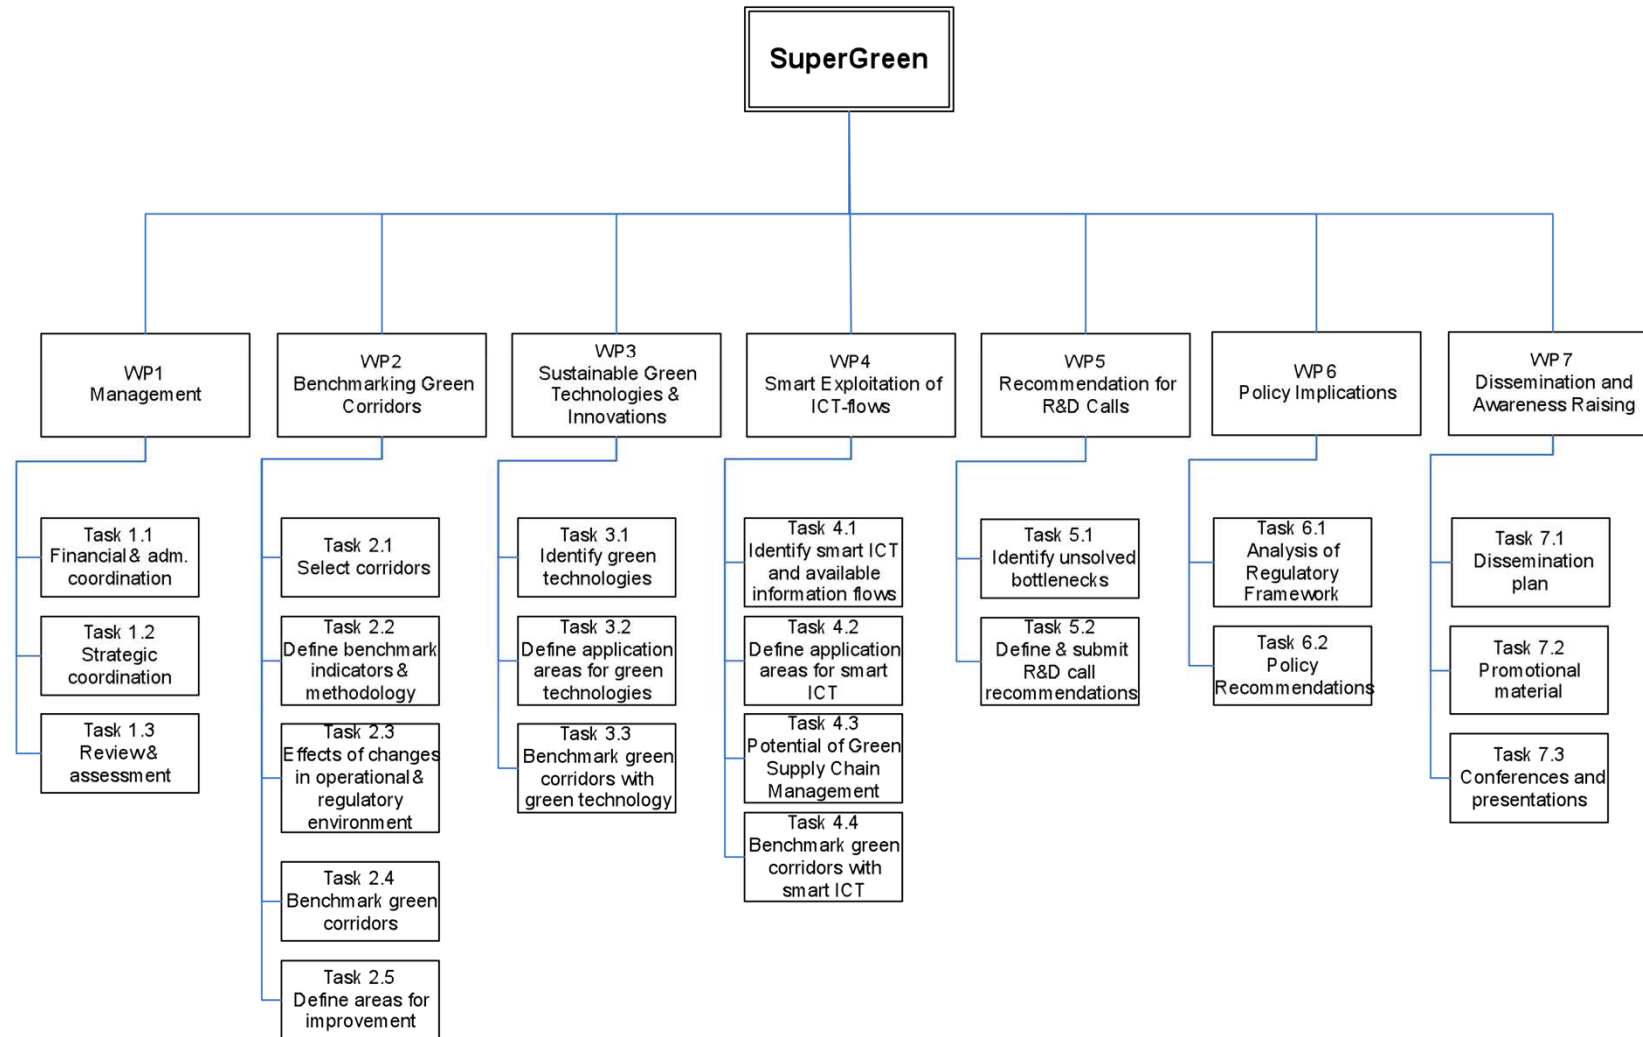 SuperGreen
WP1
Management
WP2
Benchmarking Green
Corridors
WP3
Sustainable Green
Technologies &
Innovations
WP4
Smart Exploitation of
ICT-flows
WP5
Recommendation for
R&D Calls
WP6
Policy Implications
WP7
Dissemination and
Awareness Raising
Task 1.1
Financial & adm.
coordination
Task 1.2
Strategic
coordination
Task 1.3
Review &
assessment
Task 2.1
Select corridors
Task 2.2
Define benchmark
indicators &
methodology
Task 2.3
Effects of changes
in operational &
regulatory
environment
Task 2.4
Benchmark green
corridors
Task 2.5
Define areas for
improvement
Task 3.1
Identify green
technologies
Task 3.2
Define application
areas for green
technologies
Task 3.3
Benchmark green
corridors with
green technology
Task 4.1
Identify smart ICT
and available
information flows
Task 4.2
Define application
areas for smart
ICT
Task 4.3
Potential of Green
Supply Chain
Management
Task 4.4
Benchmark green
corridors with
smart ICT
Task 5.1
Identify unsolved
bottlenecks
Task 5.2
Define & submit
R&D call
recommendations
Task 6.1
Analysis of
Regulatory
Framework
Task 6.2
Policy
Recommendations
Task 7.1
Dissemination
plan
Task 7.2
Promotional
material
Task 7.3
Conferences and
presentations